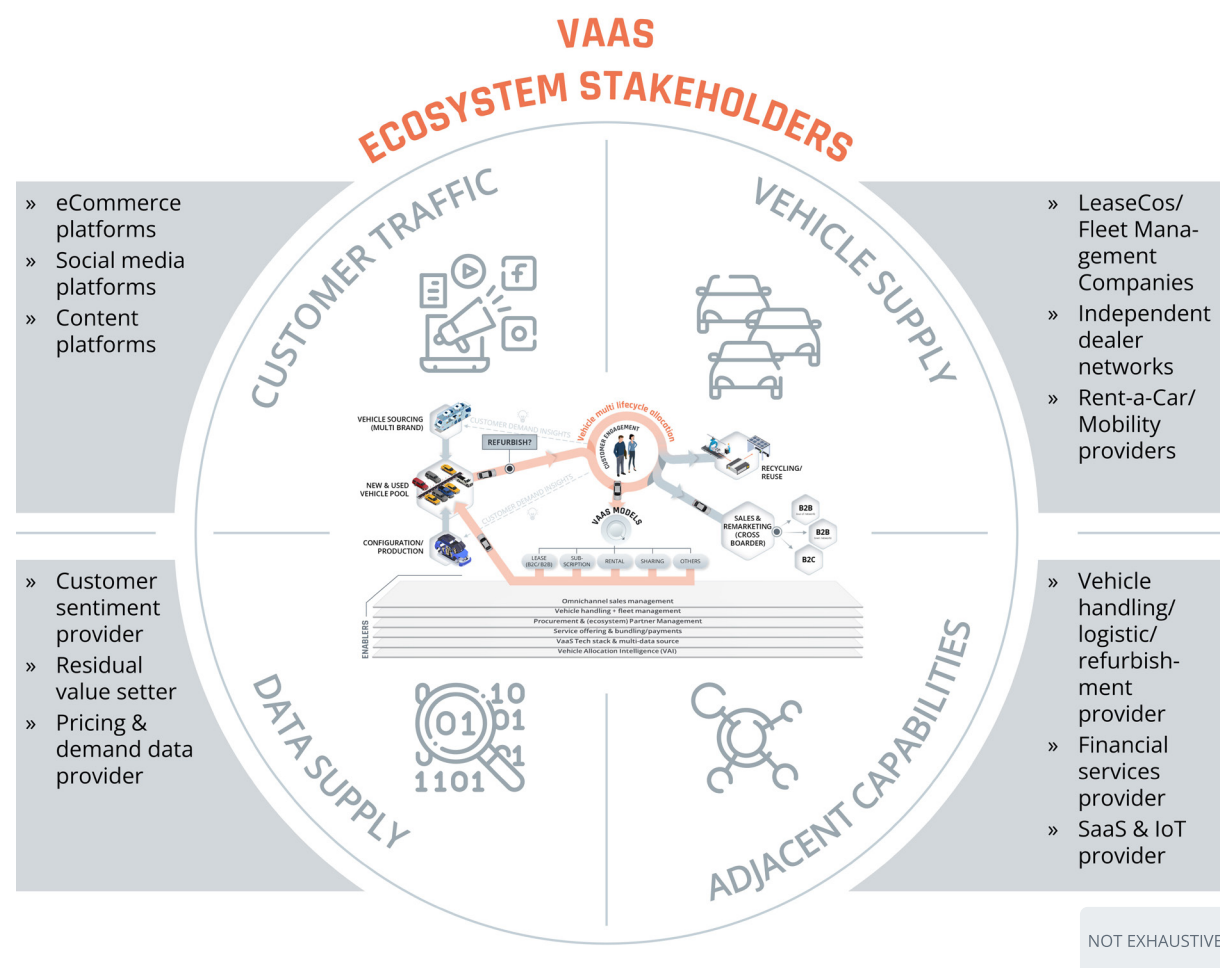 VAAS
ECOSYSTEM STAKEHOLDERS
CUSTOMER TRAFFIC
» eCommerce
platforms
» Social media
platforms
» Content
platforms
VEHICLE SUPPLY
» LeaseCos/
Fleet Mana-
gement
Companies
» Independent
dealer
networks
» Rent-a-Car/
Mobility
providers
Vehicle multi lifecycle allocation
CUSTOMER ENGAGEMENT
VEHICLE SOURCING
(MULTI BRAND)
CUSTOMER DEMAND INSIGHTS
REFURBISH?
NEW & USED
VEHICLE POOL
CUSTOMER DEMAND INSIGHTS
CONFIGURATION/
PRODUCTION
RECYCLING/
REUSE
VAAS MODELS
SALES &
REMARKETING
(CROSS
BOARDER)
B2B
B2B
B2C
LEASE
(B2C/ B2B)
SUB-
SCRIPTION
RENTAL
SHARING
OTHERS
ENABLERS
Omnichannel sales management
Vehicle handling + fleet management
Procurement & (ecosystem) Partner Management
Service offering & bundling/payments
VaaS Tech stack & multi-data source
Vehicle Allocation Intelligence (VAI)
DATA SUPPLY
» Customer
sentiment
provider
» Residual
value setter
» Pricing &
demand data
provider
0 10
01 01
1
1101
ADJACENT CAPABILITIES
» Vehicle
handling/
logistic/
refurbish-
ment
provider
» Financial
services
provider
» SaaS & IoT
provider
NOT EXHAUSTIVE